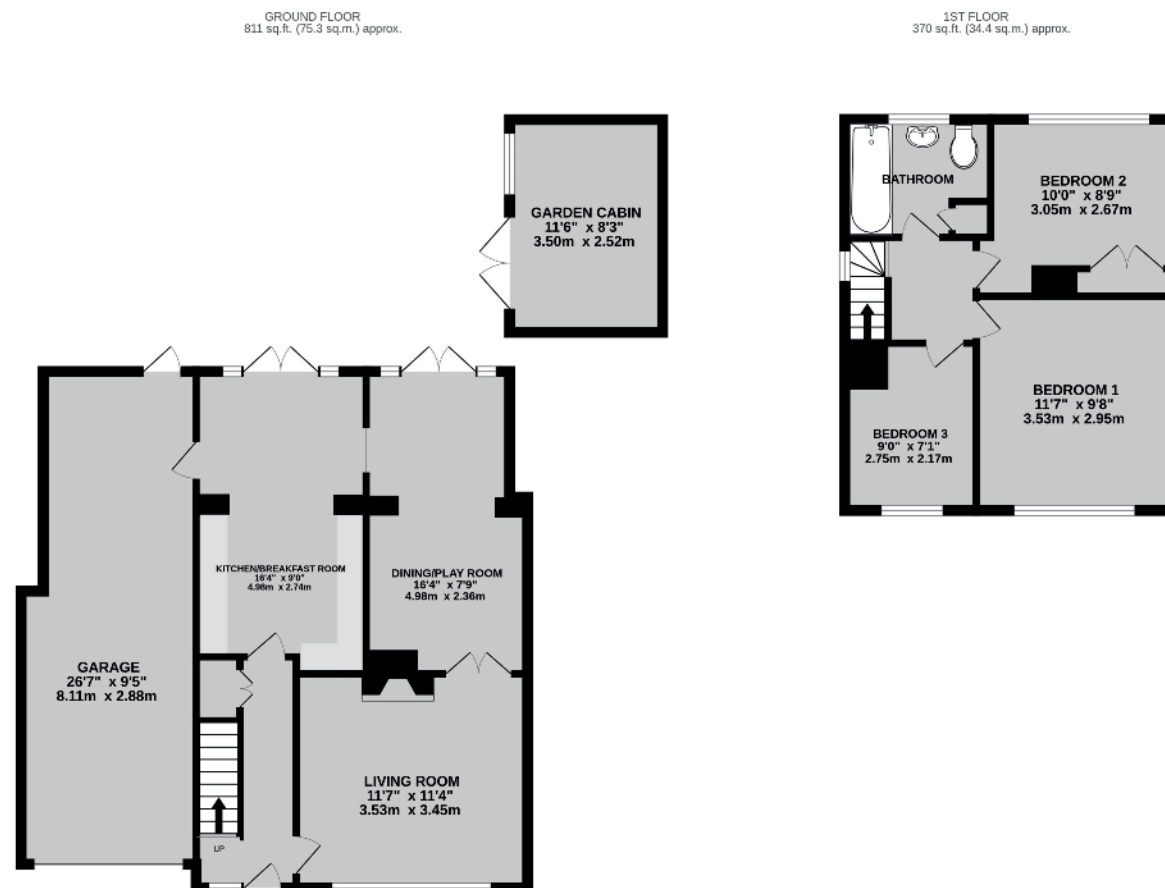 GROUND FLOOR
811 sq.ft. (75.3 sq.m.) approx.
1ST FLOOR
370 sq.ft. (34.4 sq.m.) approx.
GARDEN CABIN
11'6" x 8'3"
3.50m x 2.52m
BATHROOM
BEDROOM 2
10'0" x 8'9"
3.05m x 2.67m
BEDROOM 1
11'7" x 9'8"
3.53m x 2.95m
BEDROOM 3
9'0" x 7'1"
2.75m x 2.17m
KITCHEN/BREAKFAST ROOM
16'4" x 9'0"
4.98m x 2.74m
DINING/PLAY ROOM
16'4" x 7'9"
4.98m x 2.36m
GARAGE
26'7" x 9'5"
8.11m x 2.88m
LIVING ROOM
11'7" x 11'4"
3.53m x 3.45m
UP